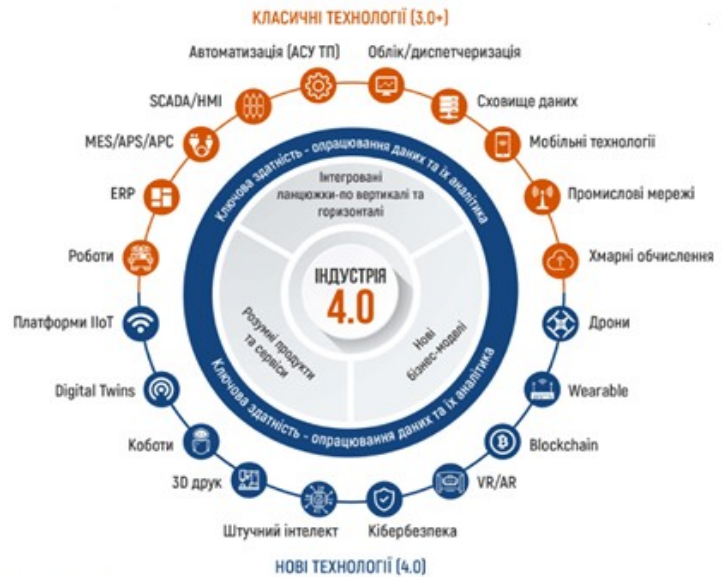 КЛАСИЧНІ ТЕХНОЛОГІЇ (3.0+)
Автоматизація (АСУ ТП)
Облік/диспетчеризація
SCADA/HMI
Сховище даних
MES/APS/APC
Мобільні технології
ERP
Промислові мережі
Роботи
Хмарні обчислення
Ключова здатність - опрацювання даних та їх аналітика
Інтегровані
ланцюжки-по вертикалі та
горизонталі
ІНДУСТРІЯ
4.0
Розумні продукти
та сервіси
Нові
бізнес-моделі
Ключова здатність - опрацювання даних та їх аналітика
Платформи IIoT
Дрони
Digital Twins
Wearable
Коботи
Blockchain
3D друк
VR/AR
Штучний інтелект
Кібербезпека
НОВІ ТЕХНОЛОГІЇ (4.0)